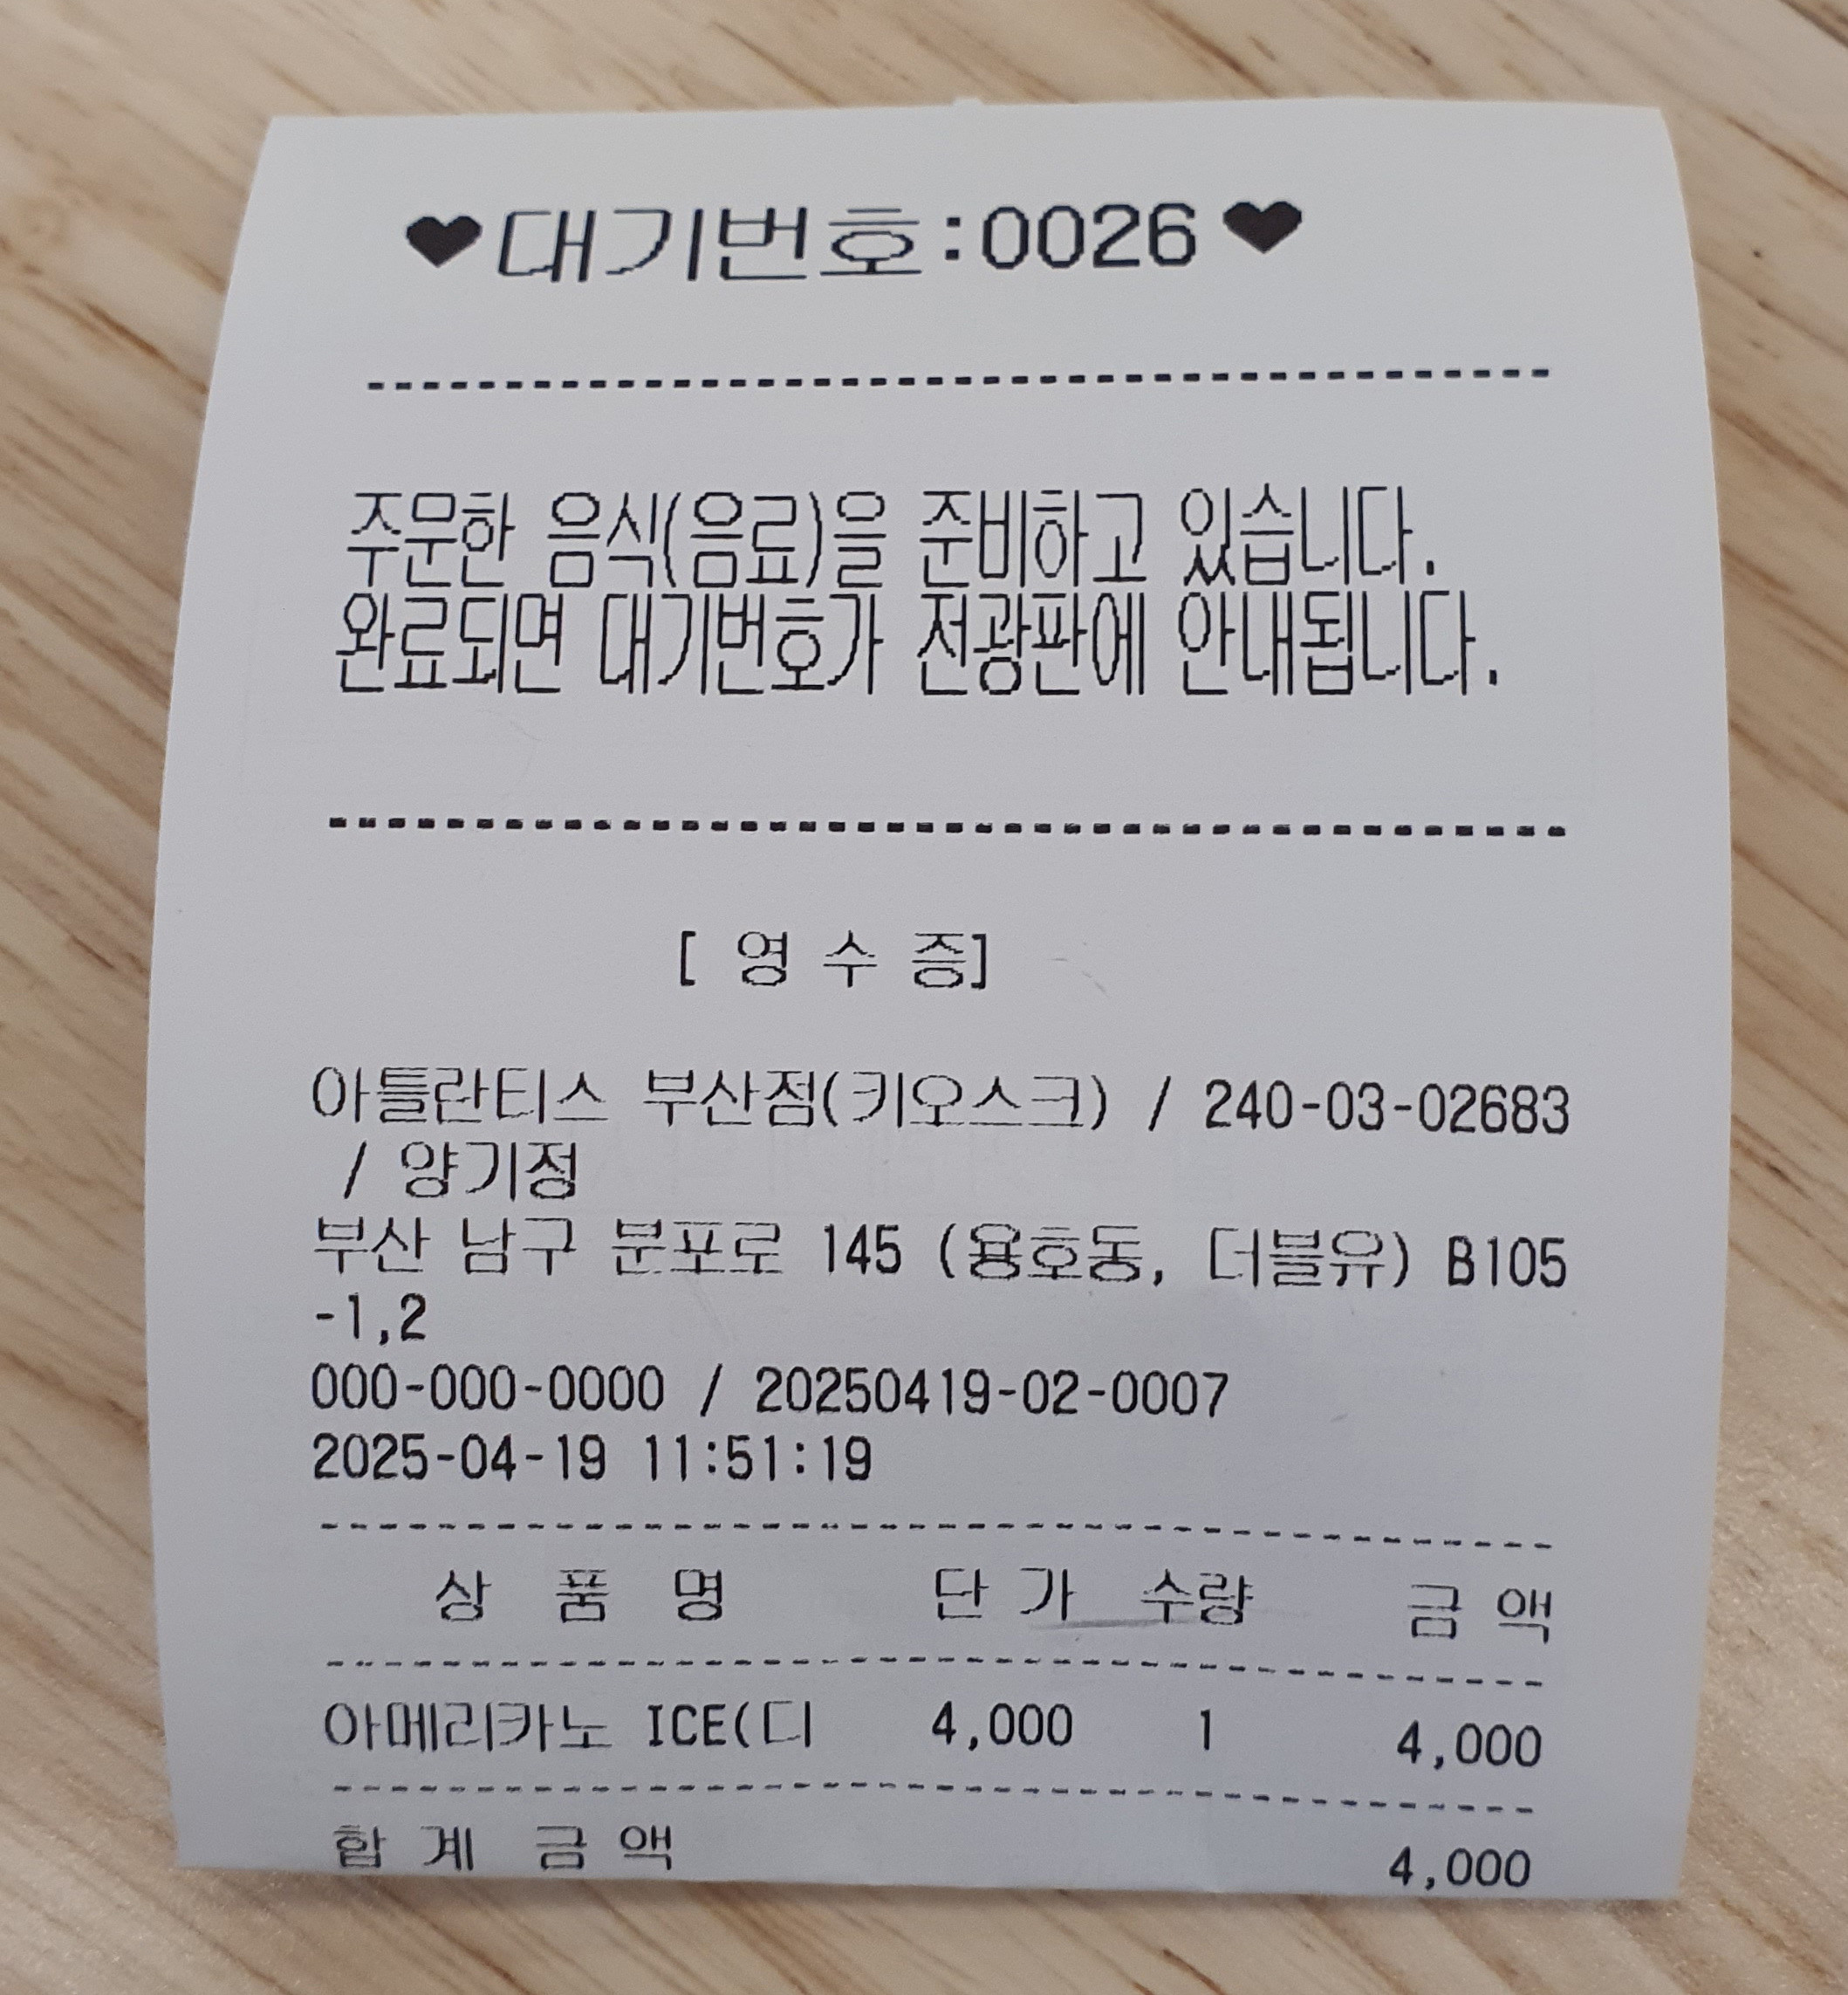 ♥대기번호:0026♥
주문한 음식(음료)을 준비하고 있습니다.
완료되면 대기번호가 전광판에 안내됩니다.
[ 영 수 증]
아틀란티스 부산점(키오스크) / 240-03-02683
/ 양기정
부산 남구 분포로 145 (용호동, 더블유) B105
-1,2
000-000-0000 / 20250419-02-0007
2025-04-19 11:51:19
상 품 명 단 가 수량 금 액
아메리카노 ICE(디 4,000 1 4,000
합 계 금 액 4,000